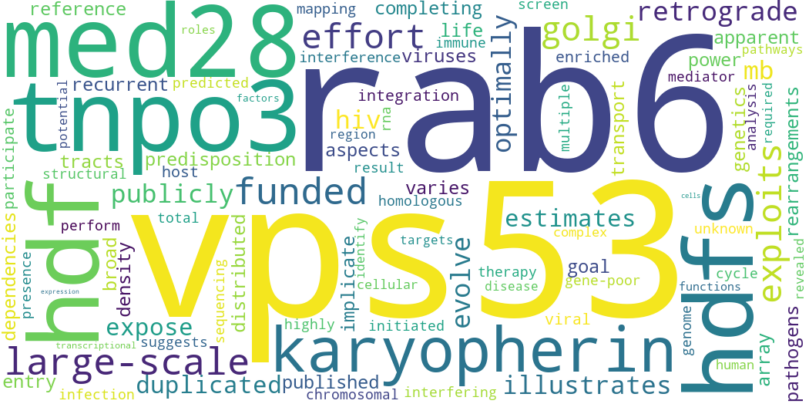 reference
mapping
completing
screen
retrograde
med28
roles
effort
life
immune
golgi
apparent
pathways
interference
viruses
enriched
power
mb
potential
recurrent
predicted
factors
tnpo3
rab6
optimally
integration
hiv
rna
multiple
transport
mediator
genetics
analysis
required
rearrangements
participate
tracts
predisposition
aspects
region
structural
host
result
publicly
funded
varies
homologous
hdf
vps53
hdfs
exploits
dependencies
presence
perform
broad
density
total
distributed
sequencing
expose
implicate
identify
targets
cellular
evolve
estimates
complex
therapy
disease
goal
gene-poor
cells
unknown
functions
cycle
genome
array
human
revealed
pathogens
expression
suggests
transcriptional
highly
initiated
viral
large-scale
karyopherin
entry
infection
duplicated
published
chromosomal
interfering
illustrates